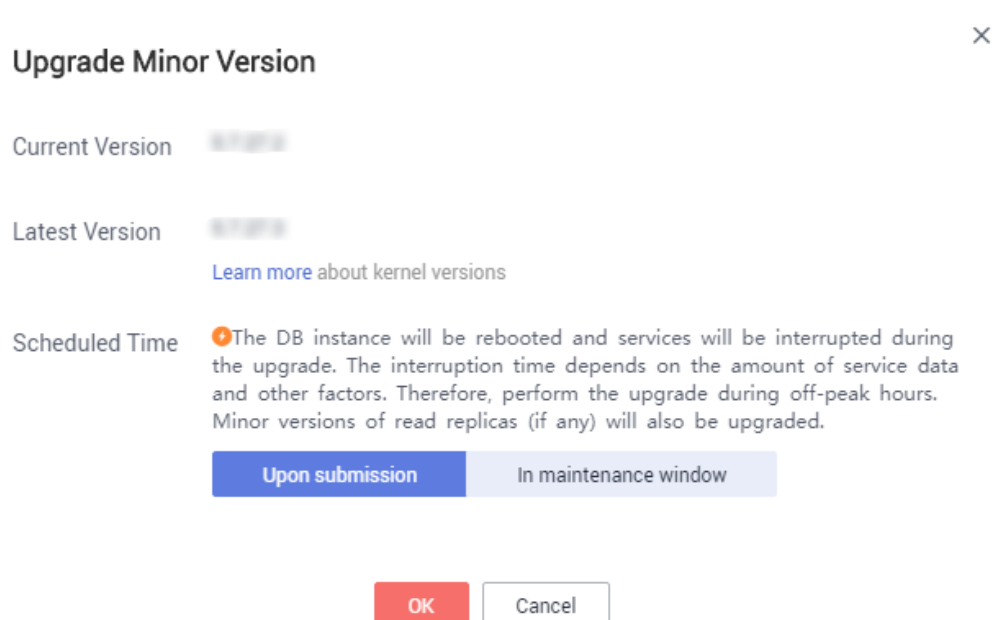 Upgrade Minor Version
Current Version
Latest Version
Learn more about kernel versions
Scheduled Time
The DB instance will be rebooted and services will be interrupted during
the upgrade. The interruption time depends on the amount of service data
and other factors. Therefore, perform the upgrade during off-peak hours.
Minor versions of read replicas (if any) will also be upgraded.
Upon submission
In maintenance window
OK
Cancel